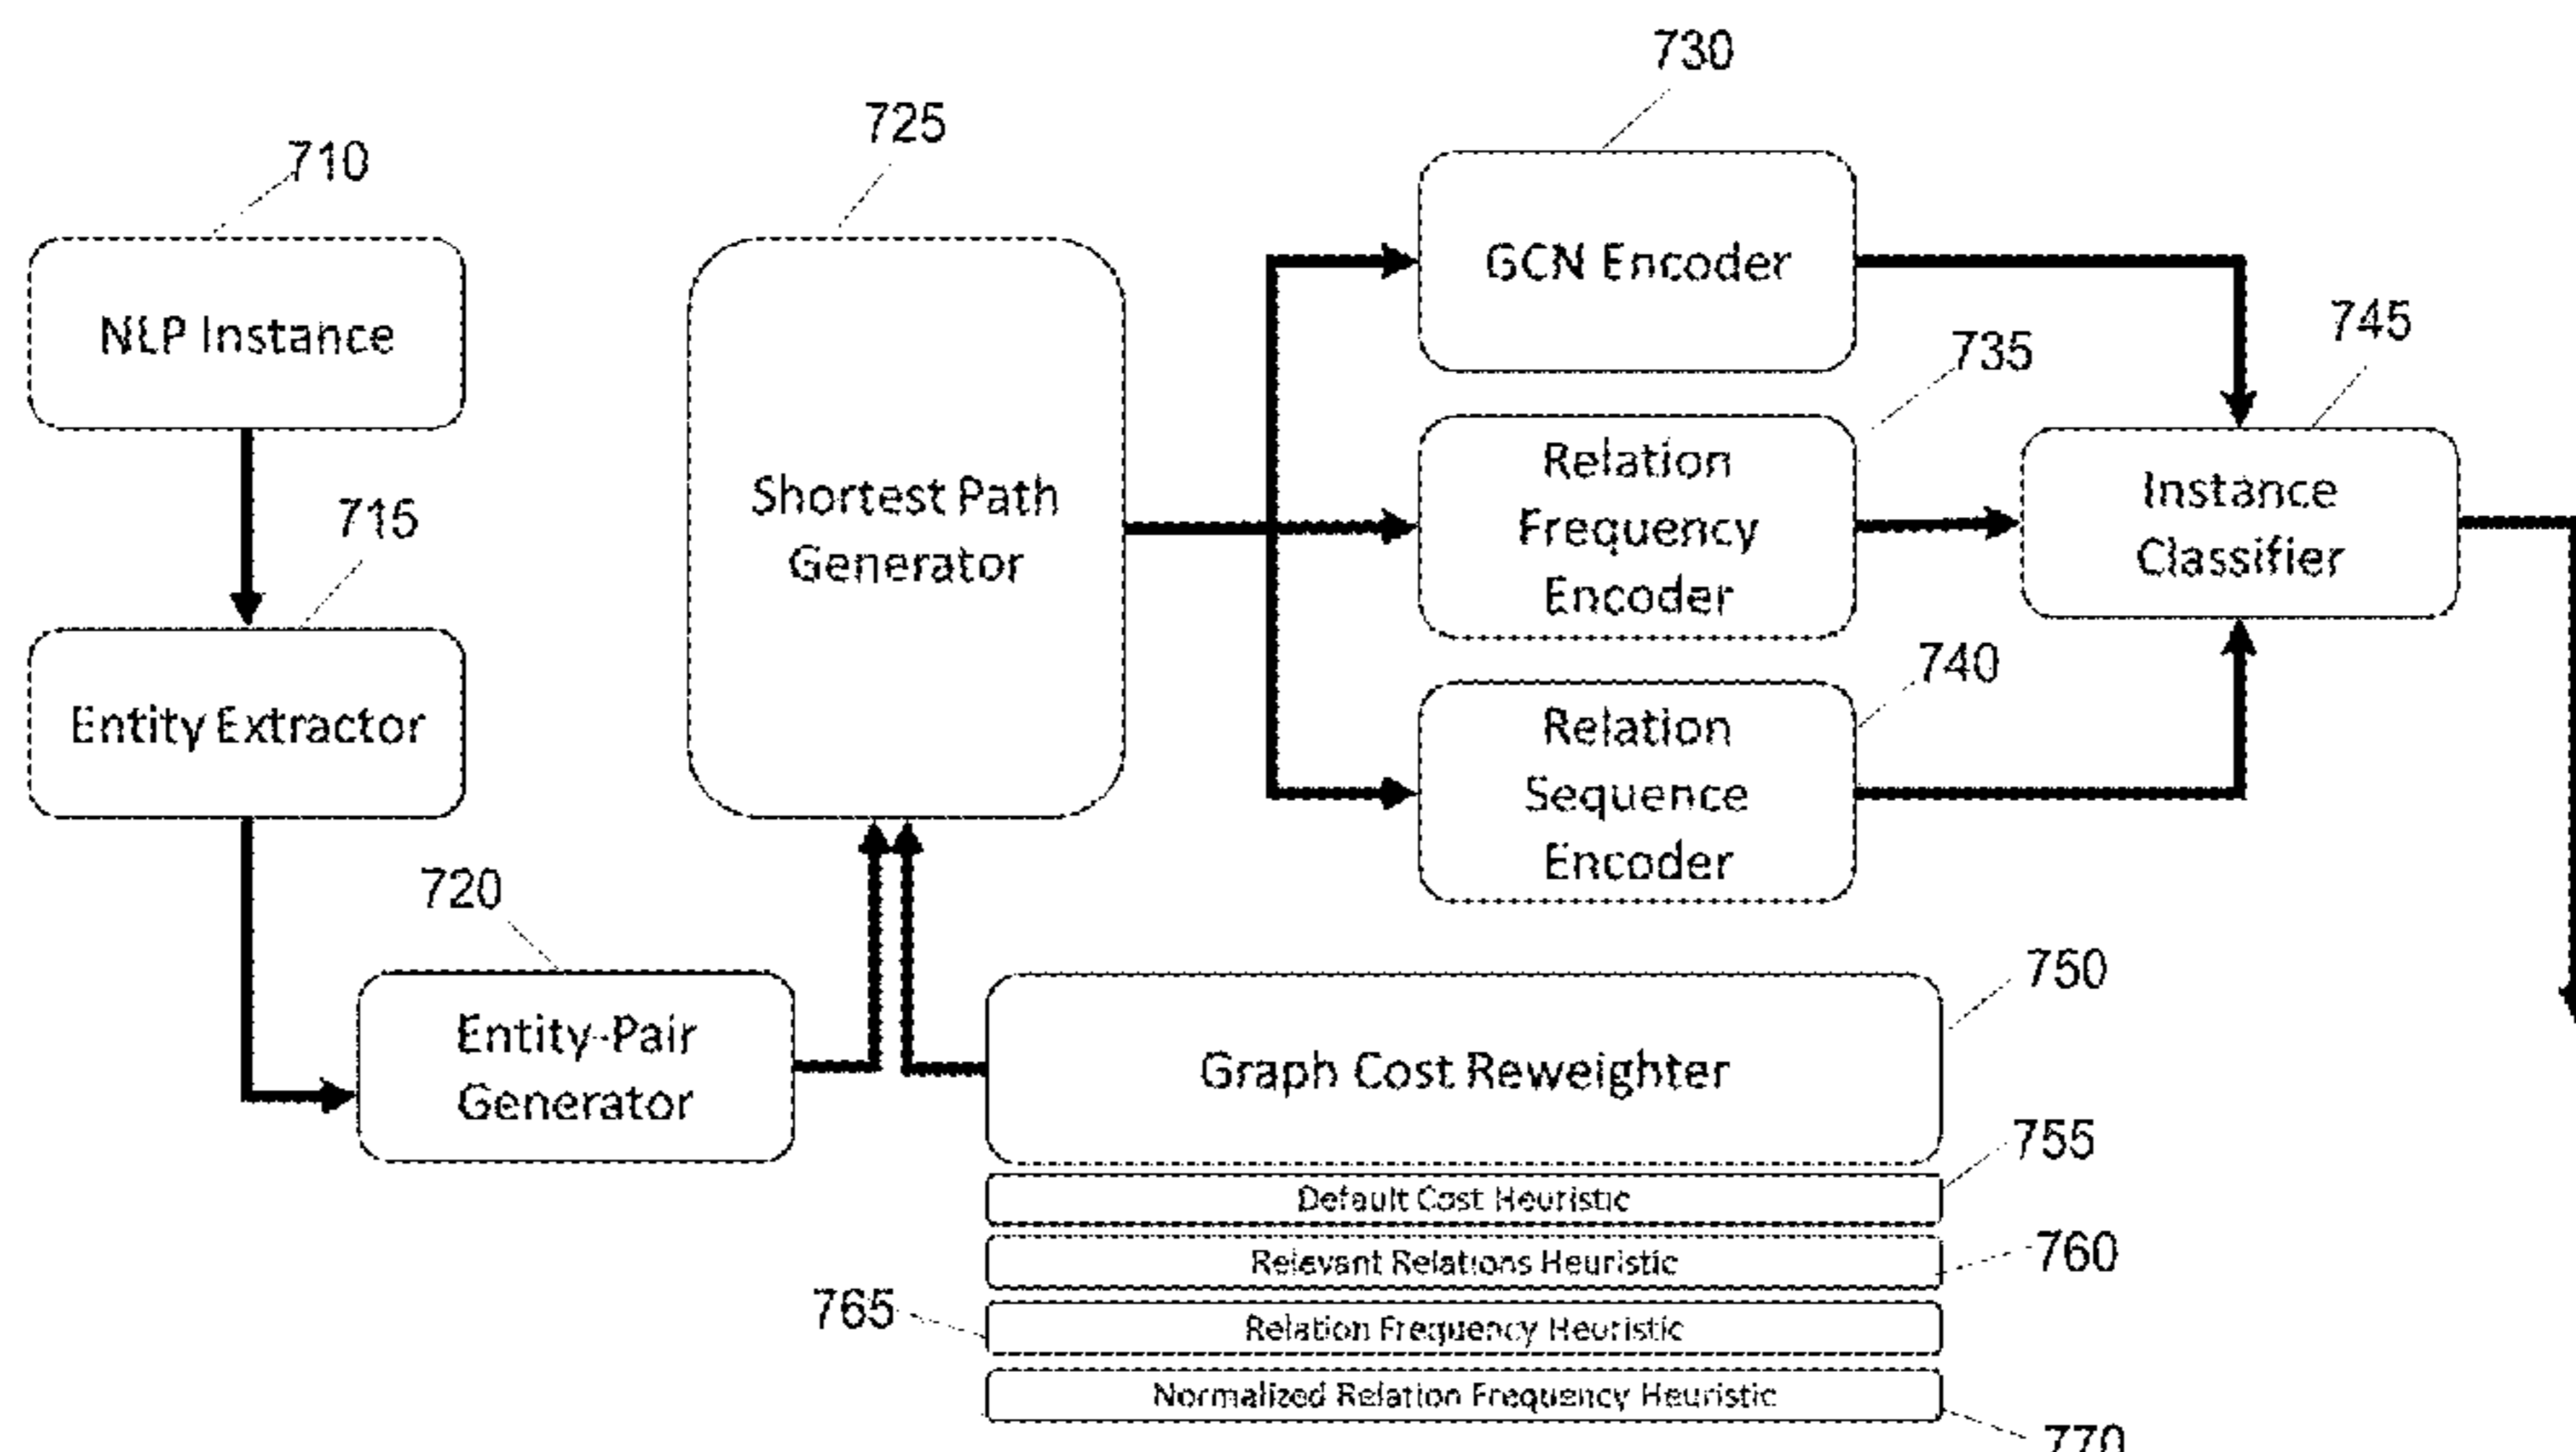 730
725
710
GCN Encoder
NLP Instance
745
735
Relation
Frequency
Encoder
Instance
Classifier
Shortest Path
Generator
715
740
Entity Extractor
Relation
Sequence
Encoder
720
750
Entity-Pair
Generator
Graph Cost Reweighter
755
Default Cost Heuristic
760
Relevant Relations Heuristic
765
Relation Frequency Heuristic
Normalized Relation Frequency Heuristic
770